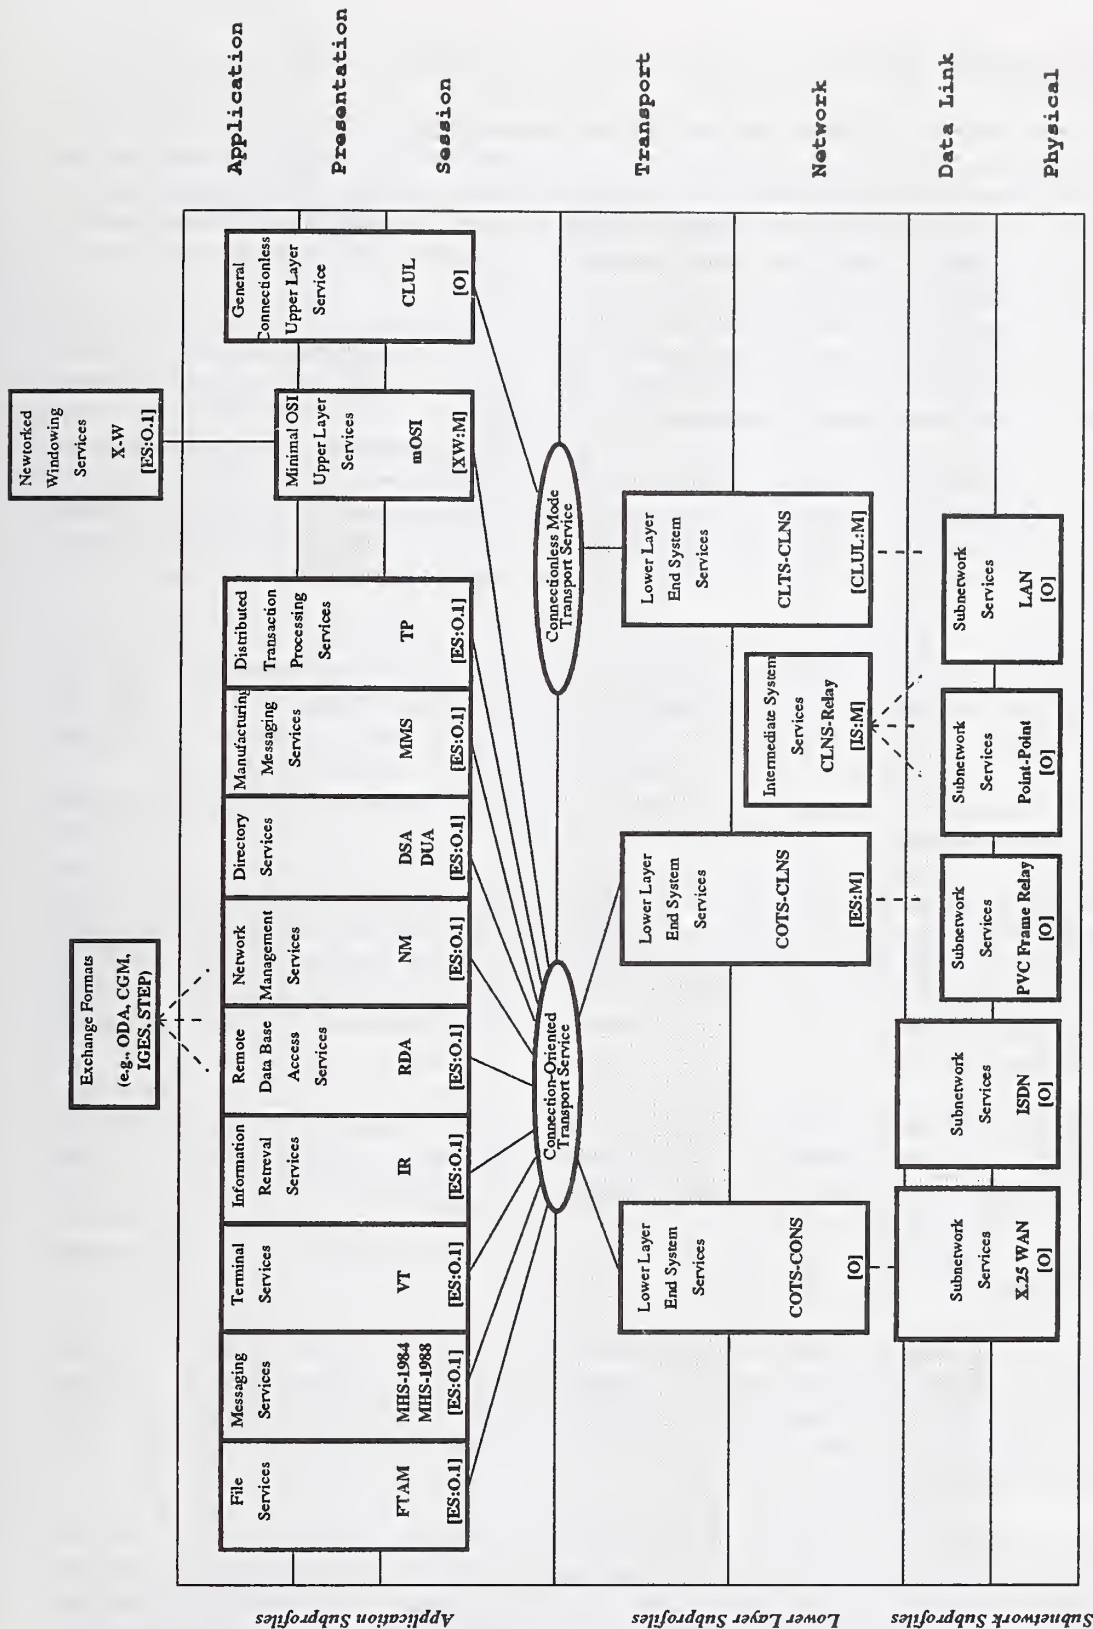 Exchange Formats
(e.g., ODA, CGM,
IGES, STEP)
Newtorked
Windowing
Services
X-W
[ES:O.1]
Application Subprofiles
File
Services
FTAM
[ES:O.1]
Messaging
Services
MHS-1984
MHS-1988
[ES:O.1]
Terminal
Services
VT
[ES:O.1]
Information
Retreval
Services
IR
[ES:O.1]
Remote
Data Base
Access
Services
RDA
[ES:O.1]
Network
Management
Services
NM
[ES:O.1]
Directory
Services
DSA
DUA
[ES:O.1]
Manufacturing
Messaging
Services
MMS
[ES:O.1]
Distributed
Transaction
Processing
Services
TP
[ES:O.1]
Minimal OSI
Upper Layer
Services
mOSI
[XW:M]
General
Connectionless
Upper Layer
Service
CLUL
[O]
Application
Presentation
Session
Connection-Oriented
Transport Service
Connectionless Mode
Transport Service
Lower Layer Subprofiles
Lower Layer
End System
Services
COTS-CONS
[O]
Lower Layer
End System
Services
COTS-CLNS
[ES:M]
Intermediate System
Services
CLNS-Relay
[IS:M]
Lower Layer
End System
Services
CLTS-CLNS
[CLUL:M]
Transport
Network
Subnetwork Subprofiles
Subnetwork
Services
X.25 WAN
[O]
Subnetwork
Services
ISDN
[O]
Subnetwork
Services
PVC Frame Relay
[O]
Subnetwork
Services
Point-Point
[O]
Subnetwork
Services
LAN
[O]
Data Link
Physical